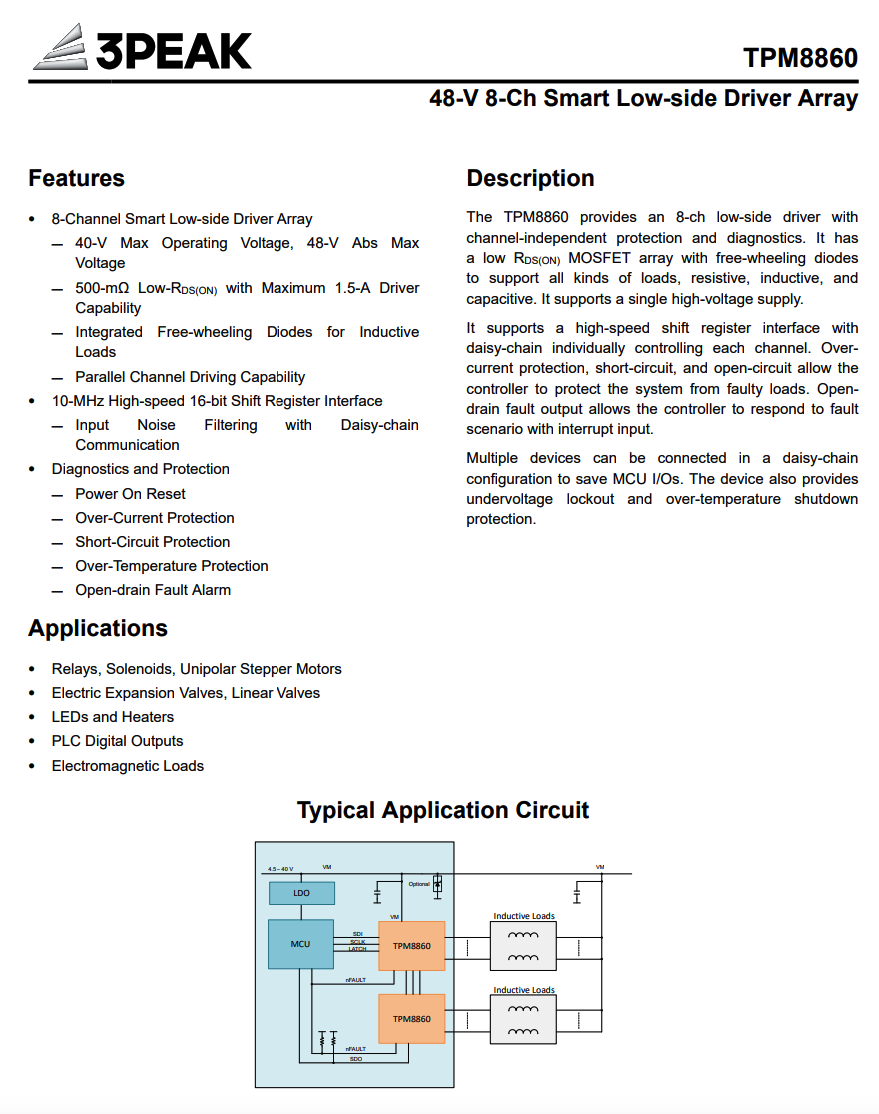 3PEAK
TPM8860
48-V 8-Ch Smart Low-side Driver Array
Features
• 8-Channel Smart Low-side Driver Array
— 40-V Max Operating Voltage, 48-V Abs Max
Voltage
— 500-mΩ Low-RDS(ON) with Maximum 1.5-A Driver
Capability
— Integrated Free-wheeling Diodes for Inductive
Loads
— Parallel Channel Driving Capability
• 10-MHz High-speed 16-bit Shift Register Interface
— Input Noise Filtering with Daisy-chain
Communication
• Diagnostics and Protection
— Power On Reset
— Over-Current Protection
— Short-Circuit Protection
— Over-Temperature Protection
— Open-drain Fault Alarm
Applications
• Relays, Solenoids, Unipolar Stepper Motors
• Electric Expansion Valves, Linear Valves
• LEDs and Heaters
• PLC Digital Outputs
• Electromagnetic Loads
Description
The TPM8860 provides an 8-ch low-side driver with
channel-independent protection and diagnostics. It has
a low RDS(ON) MOSFET array with free-wheeling diodes
to support all kinds of loads, resistive, inductive, and
capacitive. It supports a single high-voltage supply.
It supports a high-speed shift register interface with
daisy-chain individually controlling each channel. Over-
current protection, short-circuit, and open-circuit allow the
controller to protect the system from faulty loads. Open-
drain fault output allows the controller to respond to fault
scenario with interrupt input.
Multiple devices can be connected in a daisy-chain
configuration to save MCU I/Os. The device also provides
undervoltage lockout and over-temperature shutdown
protection.
Typical Application Circuit
4.5– 40 V
VM
VM
Optional
LDO
VM
Inductive Loads
MCU
SDI
SCLK
LATCH
TPM8860
nFAULT
Inductive Loads
TPM8860
nFAULT
SDO